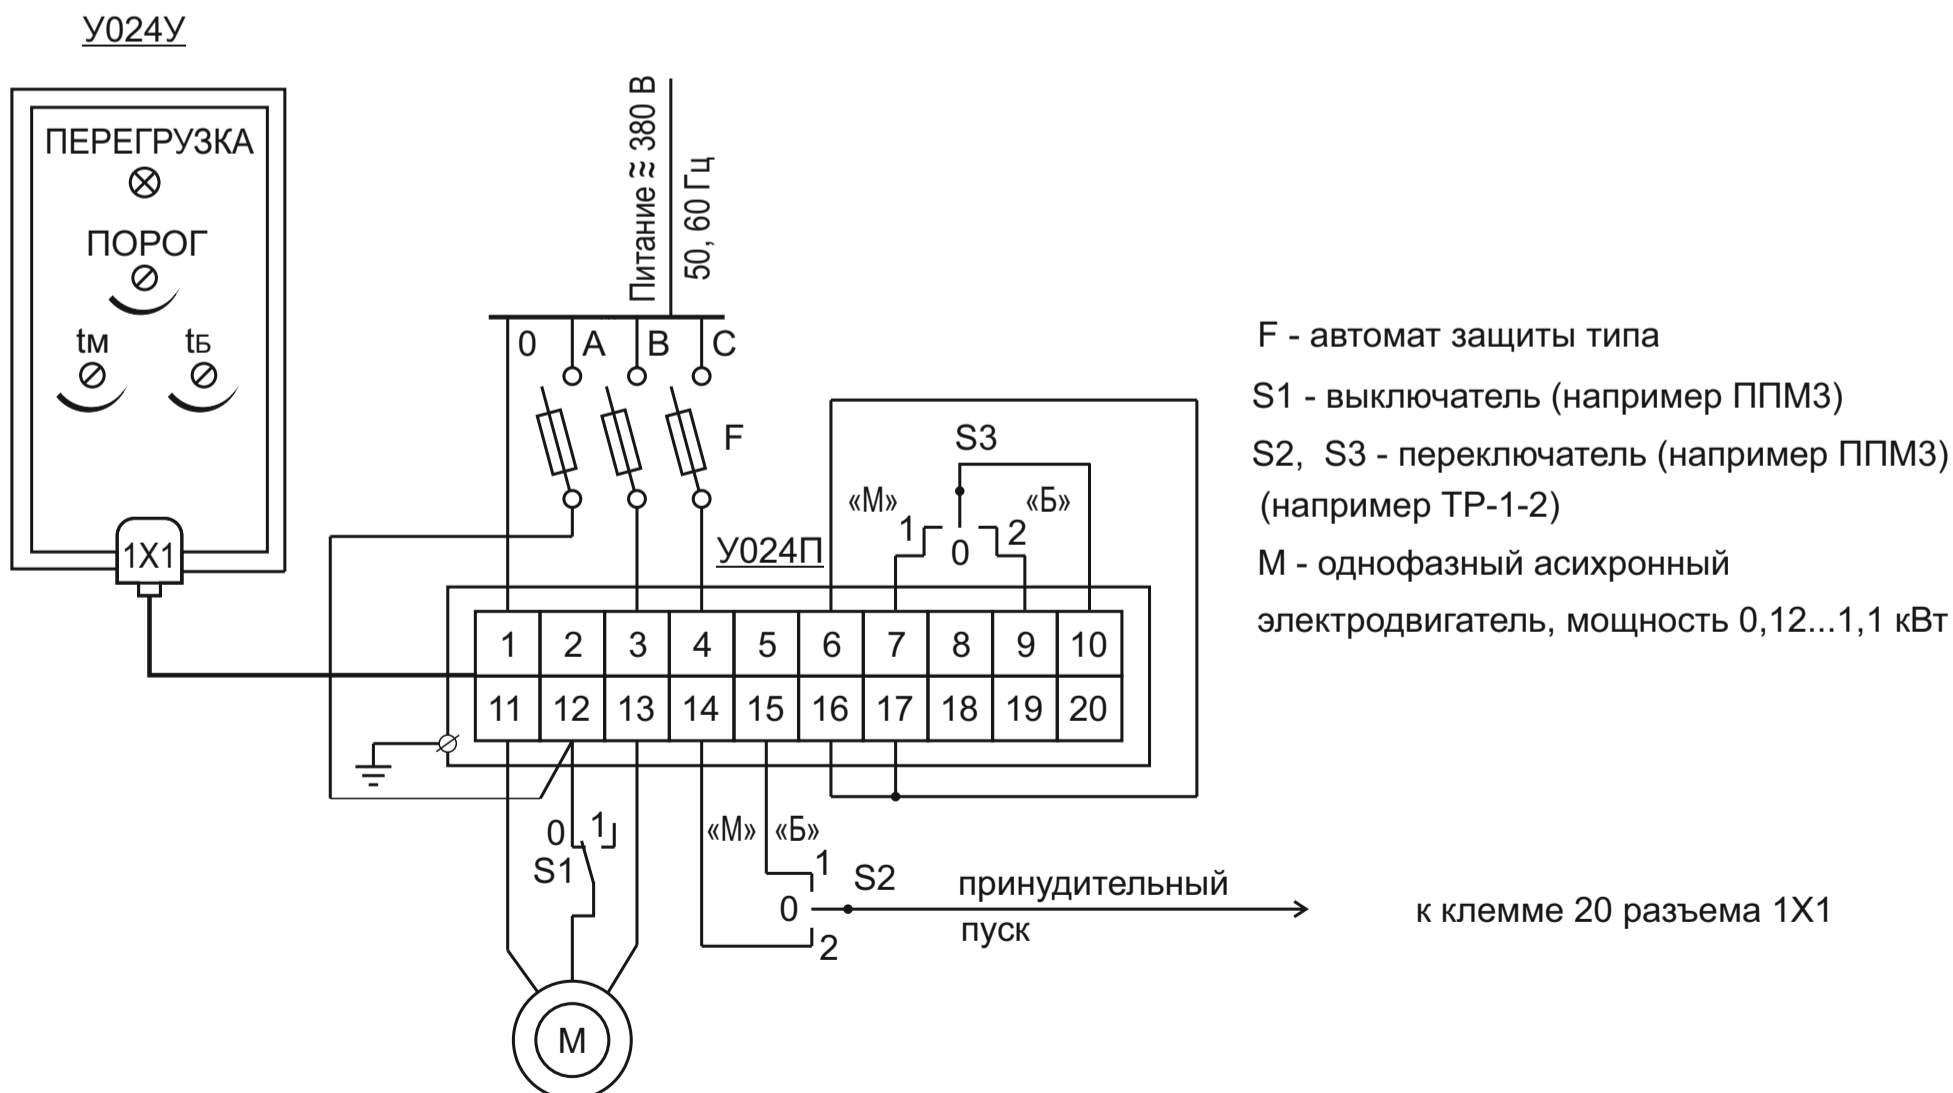 У024У
ПЕРЕГРУЗКА
ПОРОГ
tм
tБ
1X1
Питание ≈ 380 В
50, 60 Гц
0 A B C
F
У024П
S3
«М» «Б»
1 0 2
1 2 3 4 5 6 7 8 9 10
11 12 13 14 15 16 17 18 19 20
0 1
S1
«М» «Б»
1
S2
0
2
принудительный
пуск
к клемме 20 разъема 1X1
M
F - автомат защиты типа
S1 - выключатель (например ППМ3)
S2, S3 - переключатель (например ППМ3)
(например ТР-1-2)
М - однофазный асихронный
электродвигатель, мощность 0,12...1,1 кВт